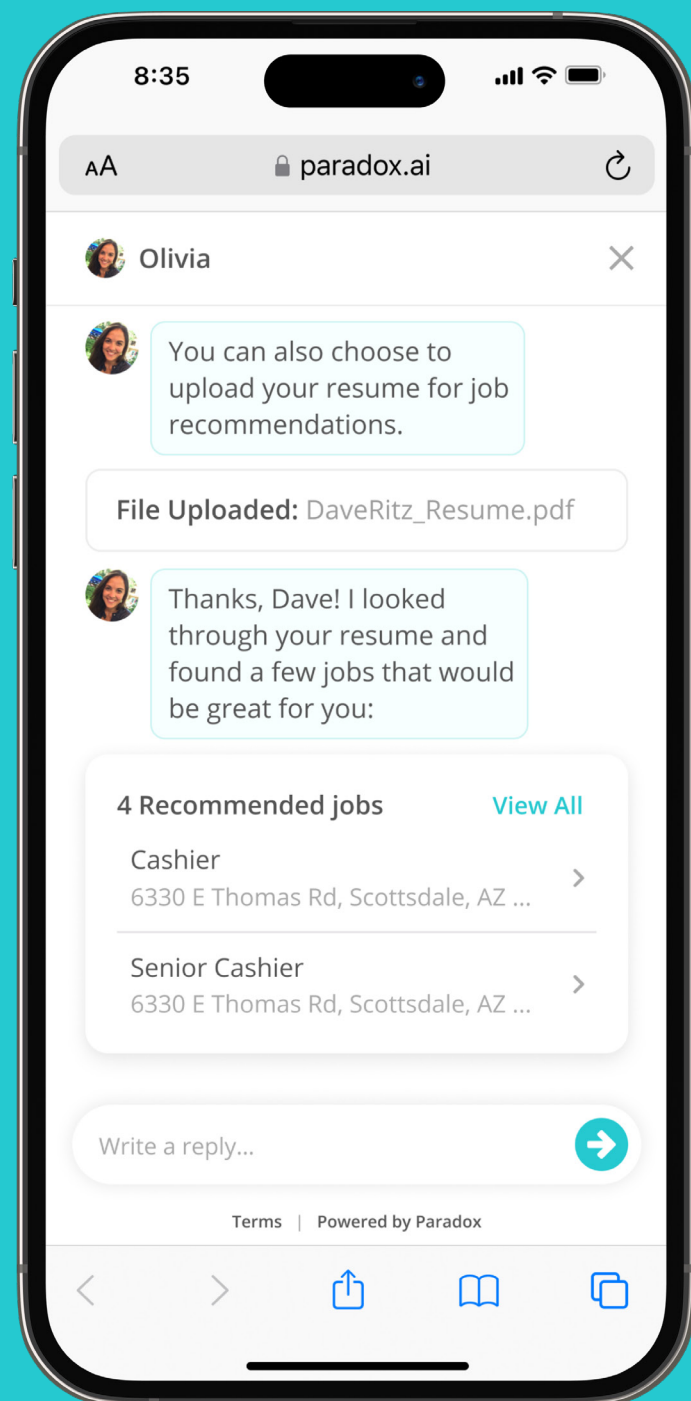 8:35
AA paradox.ai
Olivia
You can also choose to
upload your resume for job
recommendations.
File Uploaded: DaveRitz_Resume.pdf
Thanks, Dave! I looked
through your resume and
found a few jobs that would
be great for you:
4 Recommended jobs View All
Cashier
6330 E Thomas Rd, Scottsdale, AZ ...
Senior Cashier
6330 E Thomas Rd, Scottsdale, AZ ...
Write a reply...
Terms | Powered by Paradox